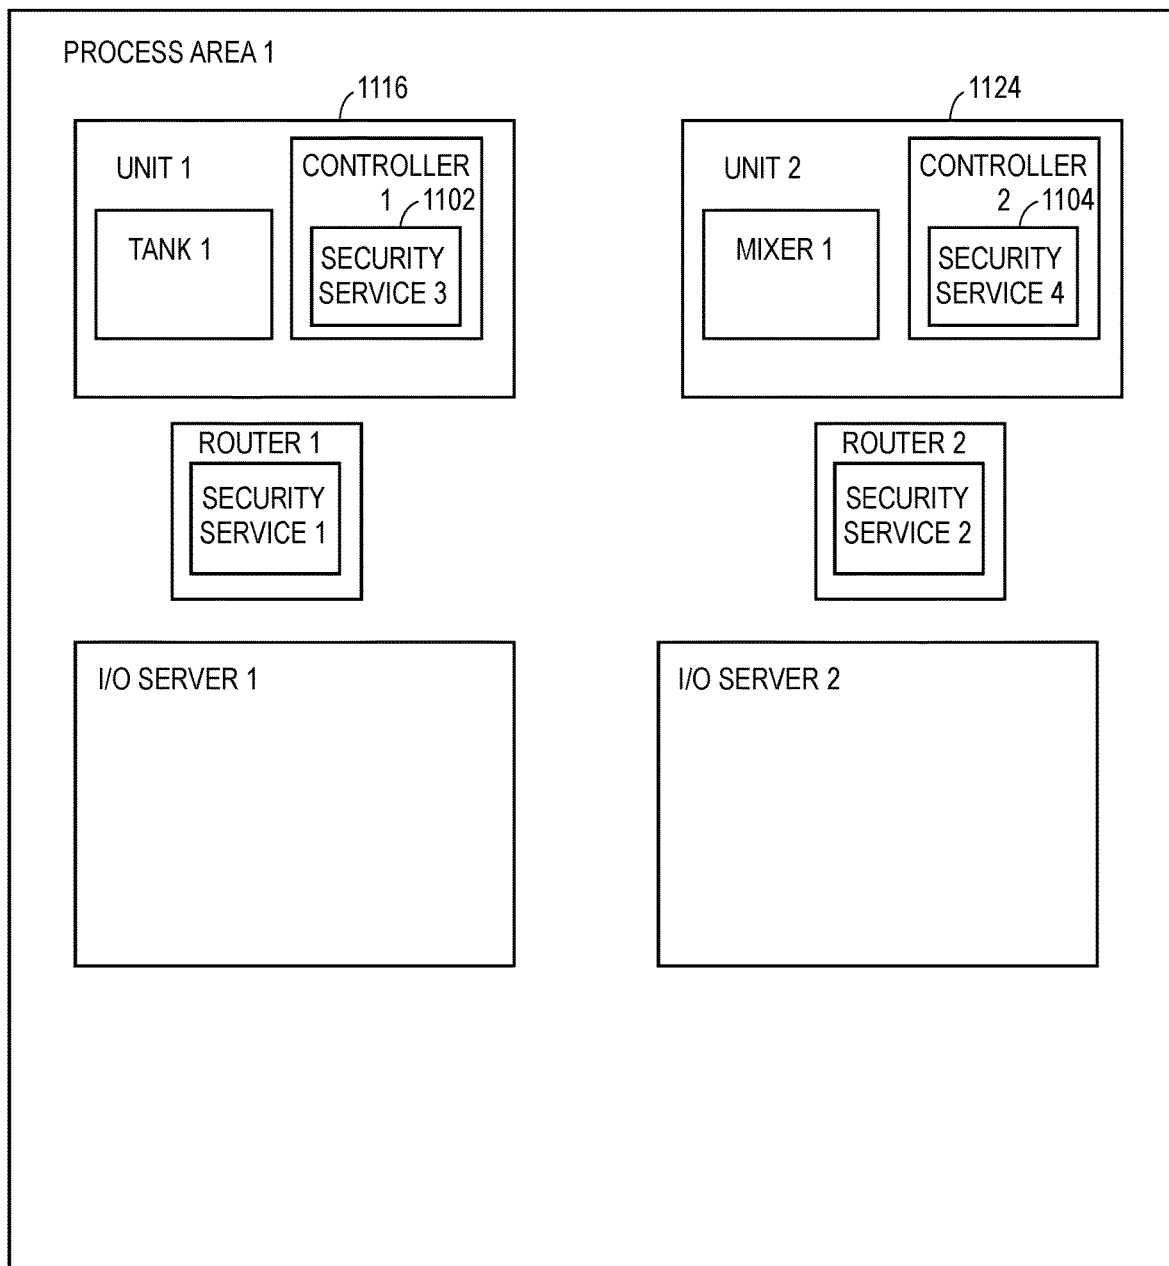 PROCESS AREA 1
1116
UNIT 1
CONTROLLER
1
1102
TANK 1
SECURITY
SERVICE 3
1124
UNIT 2
CONTROLLER
2
1104
MIXER 1
SECURITY
SERVICE 4
ROUTER 1
SECURITY
SERVICE 1
ROUTER 2
SECURITY
SERVICE 2
I/O SERVER 1
I/O SERVER 2